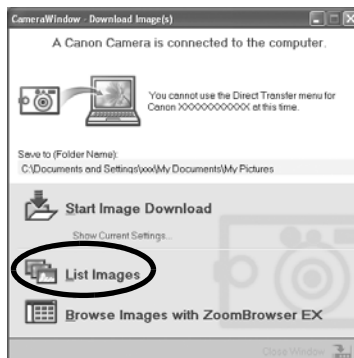 CameraWindow - Download Image(s)
A Canon Camera is connected to the computer.
You cannot use the Direct Transfer menu for
Canon XXXXXXXXXXXX at this time.
Save to (Folder Name):
C:\Documents and Settings\xxx\My Documents\My Pictures
Start Image Download
Show Current Settings...
List Images
Browse Images with ZoomBrowser EX
Close Window